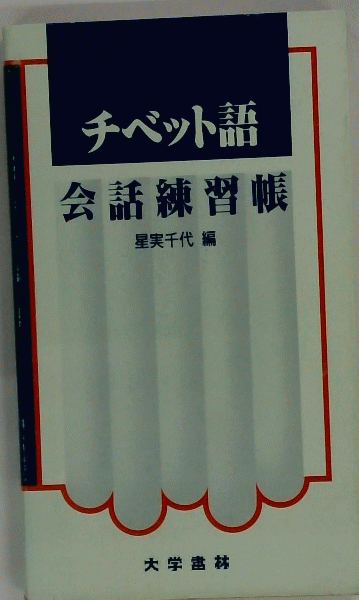 チベット語
会話練習帳
星実千代 編
大学書林